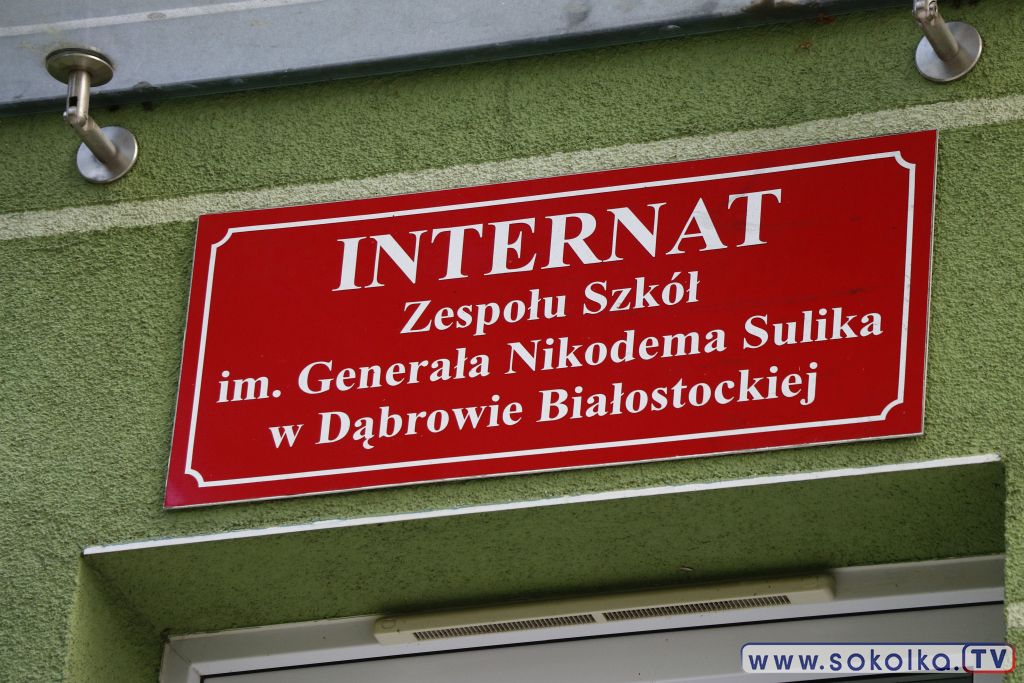 INTERNAT
Zespołu Szkół
im. Generała Nikodema Sulika
w Dąbrowie Białostockiej
www.sokolka.TV